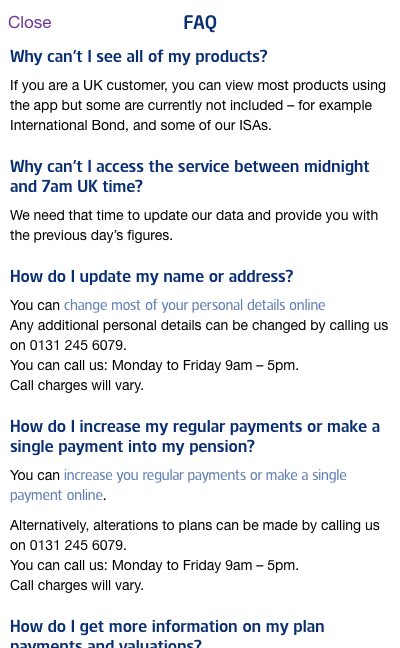 Close
FAQ
Why can't I see all of my products?
If you are a UK customer, you can view most products using
the app but some are currently not included – for example
International Bond, and some of our ISAs.
Why can't I access the service between midnight
and 7am UK time?
We need that time to update our data and provide you with
the previous day's figures.
How do I update my name or address?
You can change most of your personal details online
Any additional personal details can be changed by calling us
on 0131 245 6079.
You can call us: Monday to Friday 9am – 5pm.
Call charges will vary.
How do I increase my regular payments or make a
single payment into my pension?
You can increase you regular payments or make a single
payment online.
Alternatively, alterations to plans can be made by calling us
on 0131 245 6079.
You can call us: Monday to Friday 9am – 5pm.
Call charges will vary.
How do I get more information on my plan
payments and valuations?